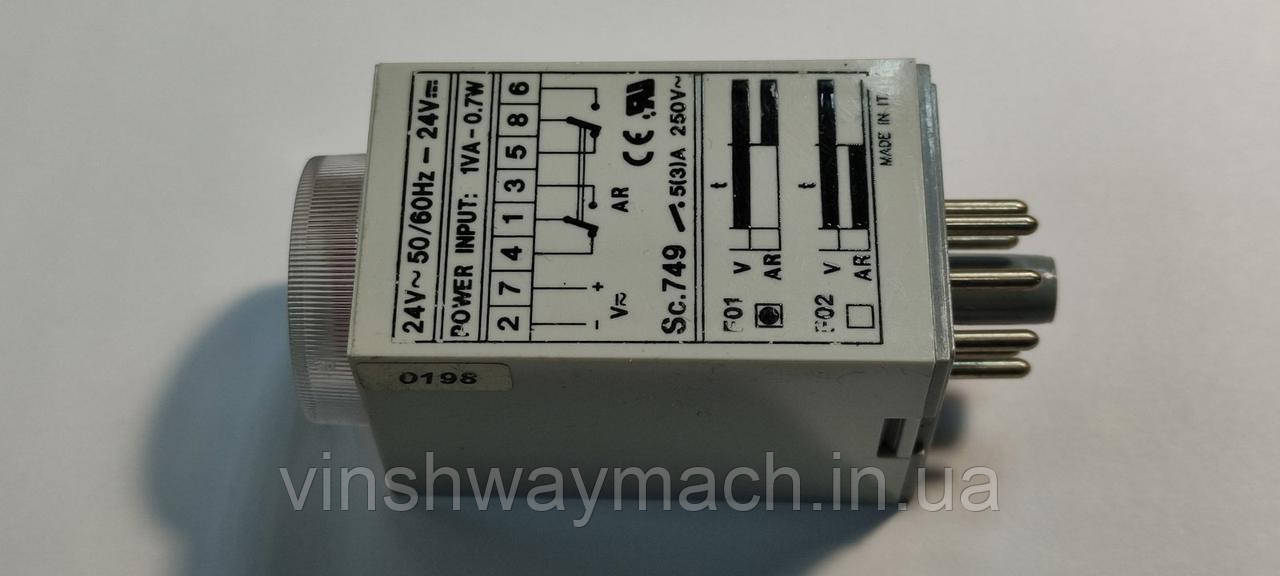 24V~50/60Hz-24V⎓
POWER INPUT: 1VA-0.7W
2 7 4 1 3 5 8 6
- +
V≂
AR
Sc.749 .5(3)A 250V~
F01 V t
AR
F02 V t
AR
MADE IN IT
CE
0198
vinshwaymach.in.ua